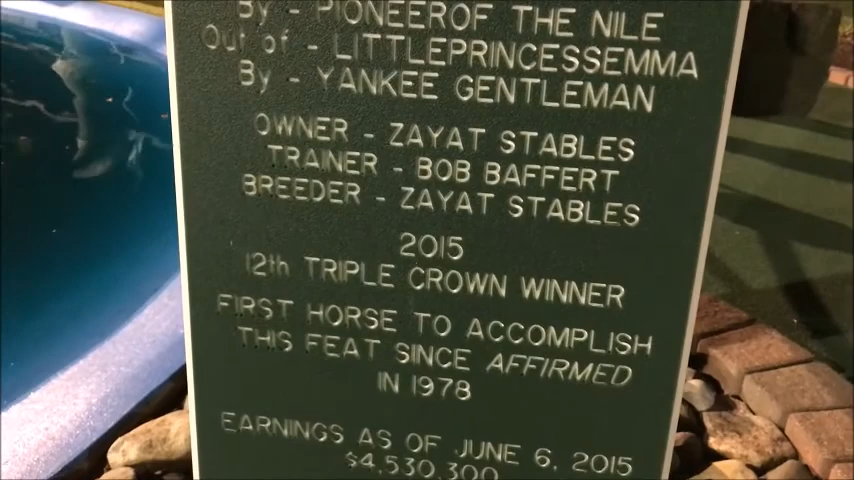 By - PIONEEROF THE NILE
Out of - LITTLEPRINCESSEMMA
By - YANKEE GENTLEMAN
OWNER - ZAYAT STABLES
TRAINER - BOB BAFFERT
BREEDER - ZAYAT STABLES
2015
12th TRIPLE CROWN WINNER
FIRST HORSE TO ACCOMPLISH
THIS FEAT SINCE AFFIRMED
IN 1978
EARNINGS AS OF JUNE 6, 2015
$4,530,300